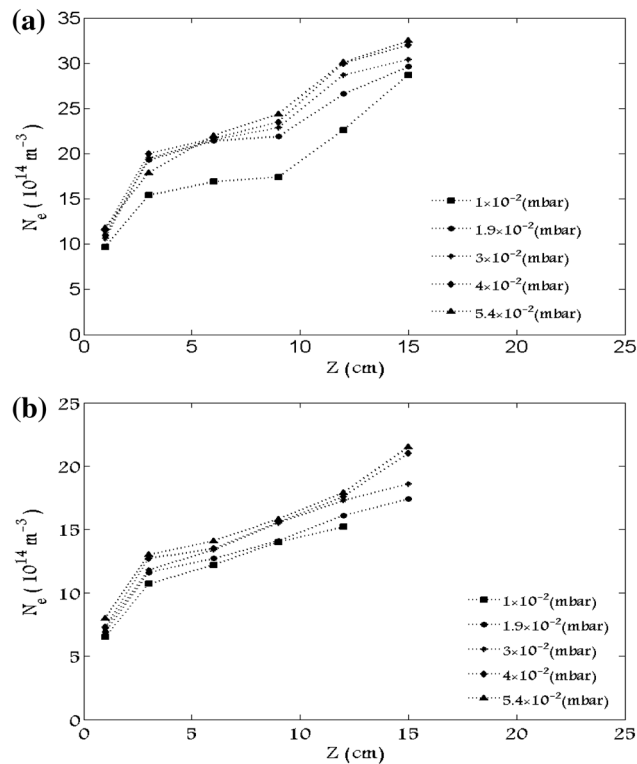 (a)
35
30
25
20
15
10
5
0
N_e ( 10^14 m^−3 )
1×10^−2(mbar)
1.9×10^−2(mbar)
3×10^−2(mbar)
4×10^−2(mbar)
5.4×10^−2(mbar)
0 5 10 15 20 25
Z (cm)
(b)
25
20
15
10
5
0
N_e ( 10^14 m^−3 )
1×10^−2(mbar)
1.9×10^−2(mbar)
3×10^−2(mbar)
4×10^−2(mbar)
5.4×10^−2(mbar)
0 5 10 15 20 25
Z (cm)